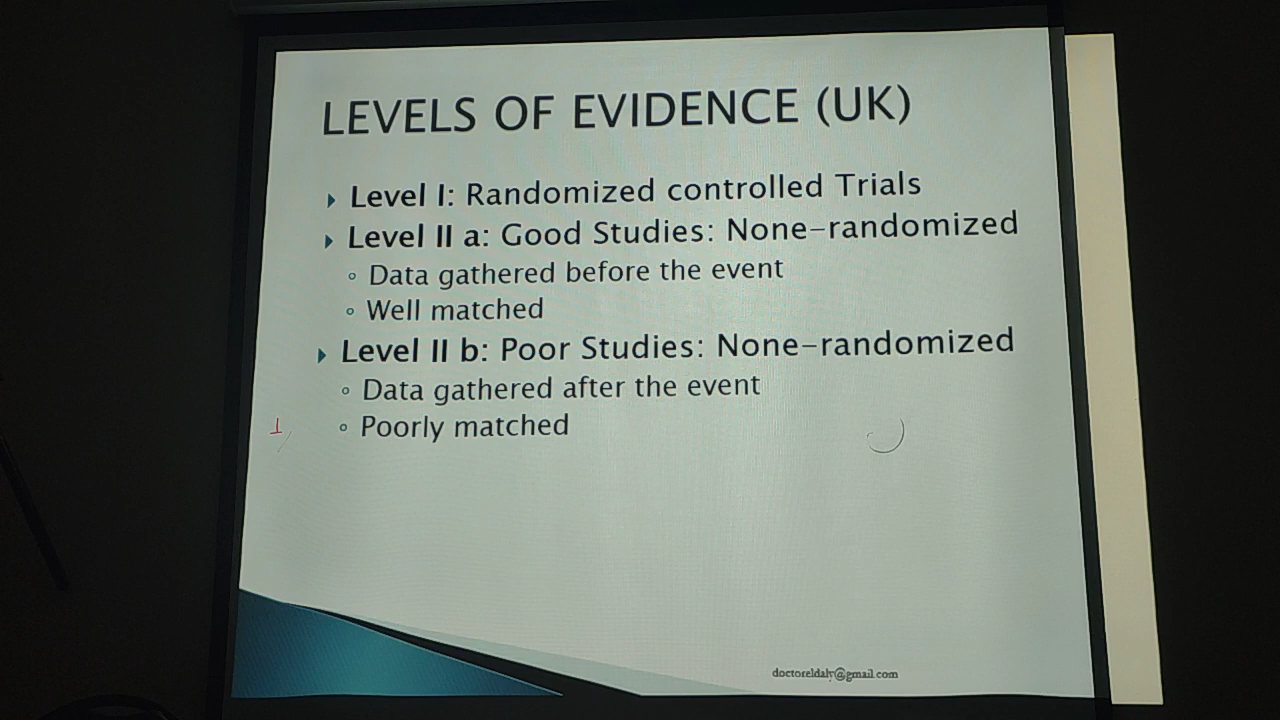 LEVELS OF EVIDENCE (UK)
Level I: Randomized controlled Trials
Level II a: Good Studies: None-randomized
Data gathered before the event
Well matched
Level II b: Poor Studies: None-randomized
Data gathered after the event
Poorly matched
doctoreldaly@gmail.com